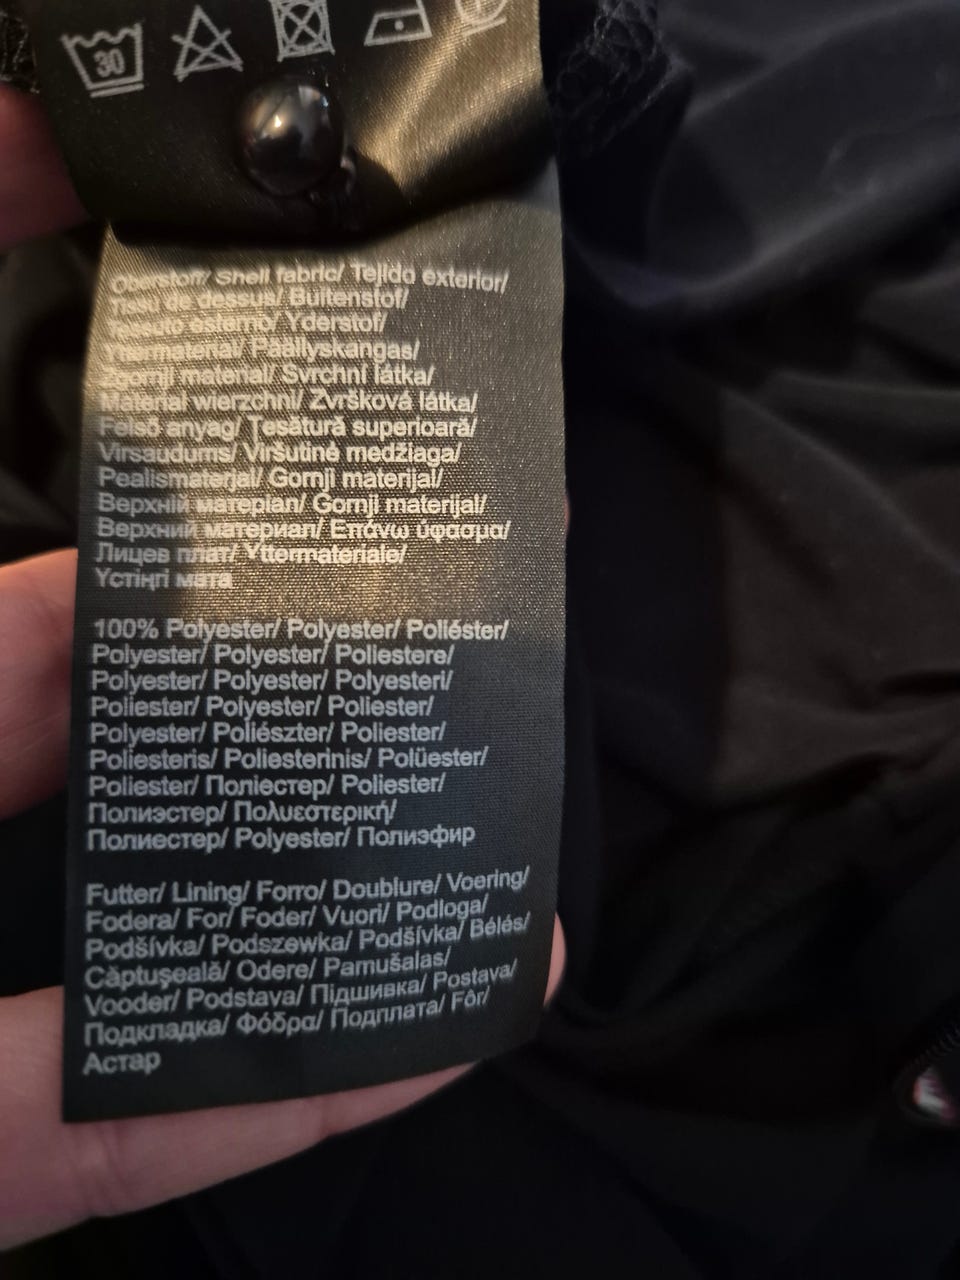 30
Oberstoff/ Shell fabric/ Tejido exterior/
Tissu de dessus/ Buitenstof/
Tessuto esterno/ Yderstof/
Yttermaterial/ Päällyskangas/
Zgornji material/ Svrchní látka/
Materiał wierzchni/ Zvršková látka/
Felső anyag/ Țesătură superioară/
Virsaudums/ Viršutinė medžiaga/
Pealismaterjal/ Gornji materijal/
Верхній матеріал/ Gornji materijal/
Верхний материал/ Επάνω ύφασμα/
Лицев плат/ Yttermateriale/
Үстіңгі мата
100% Polyester/ Polyester/ Poliéster/
Polyester/ Polyester/ Poliestere/
Polyester/ Polyester/ Polyesteri/
Poliester/ Polyester/ Poliester/
Polyester/ Poliészter/ Poliester/
Poliesteris/ Poliesterinis/ Polüester/
Poliester/ Поліестер/ Poliester/
Полиэстер/ Πολυεστερική/
Полиестер/ Polyester/ Полиэфир
Futter/ Lining/ Forro/ Doublure/ Voering/
Fodera/ For/ Foder/ Vuori/ Podloga/
Podšívka/ Podszewka/ Podšívka/ Bélés/
Căptușeală/ Odere/ Pamušalas/
Vooder/ Podstava/ Підшивка/ Postava/
Подкладка/ Φόδρα/ Подплата/ Fôr/
Астар